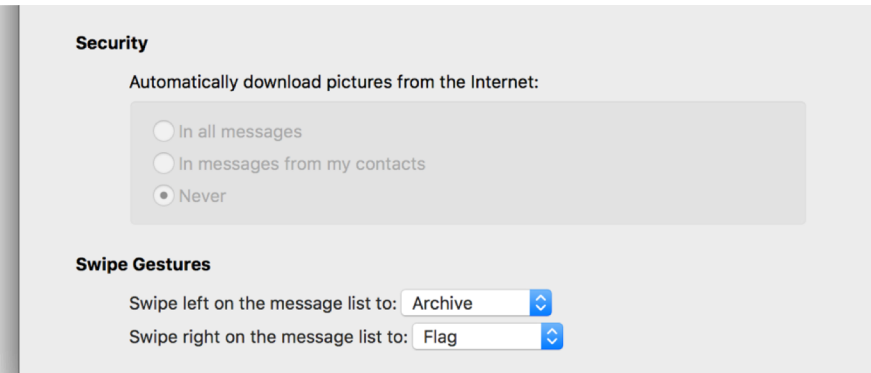 Security
Automatically download pictures from the Internet:
In all messages
In messages from my contacts
Never
Swipe Gestures
Swipe left on the message list to: Archive
Swipe right on the message list to: Flag